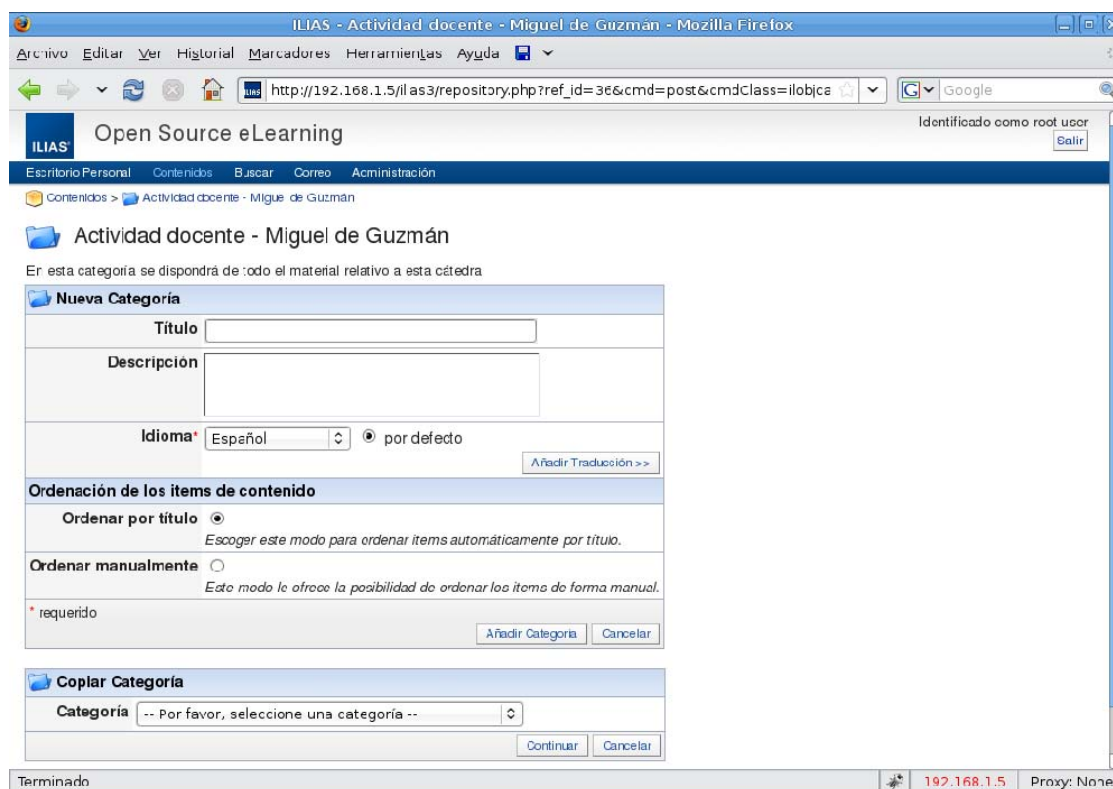 ILIAS - Actividad docente - Miguel de Guzmán - Mozilla Firefox
Archivo Editar Ver Historial Marcadores Herramientas Ayuda
http://192.168.1.5/ilias3/repository.php?ref_id=36&cmd=post&cmdClass=ilobjca
Google
ILIAS
Open Source eLearning
Identificado como root user
Salir
Escritorio Personal Contenidos Buscar Correo Administración
Contenidos > Actividad docente - Miguel de Guzmán
Actividad docente - Miguel de Guzmán
En esta categoría se dispondrá de todo el material relativo a esta cátedra
Nueva Categoría
Título
Descripción
Idioma* Español por defecto
Añadir Traducción >>
Ordenación de los items de contenido
Ordenar por título
Escoger este modo para ordenar items automáticamente por título.
Ordenar manualmente
Este modo le ofrece la posibilidad de ordenar los items de forma manual.
* requerido
Añadir Categoría Cancelar
Copiar Categoría
Categoría -- Por favor, seleccione una categoría --
Continuar Cancelar
Terminado 192.168.1.5 Proxy: None